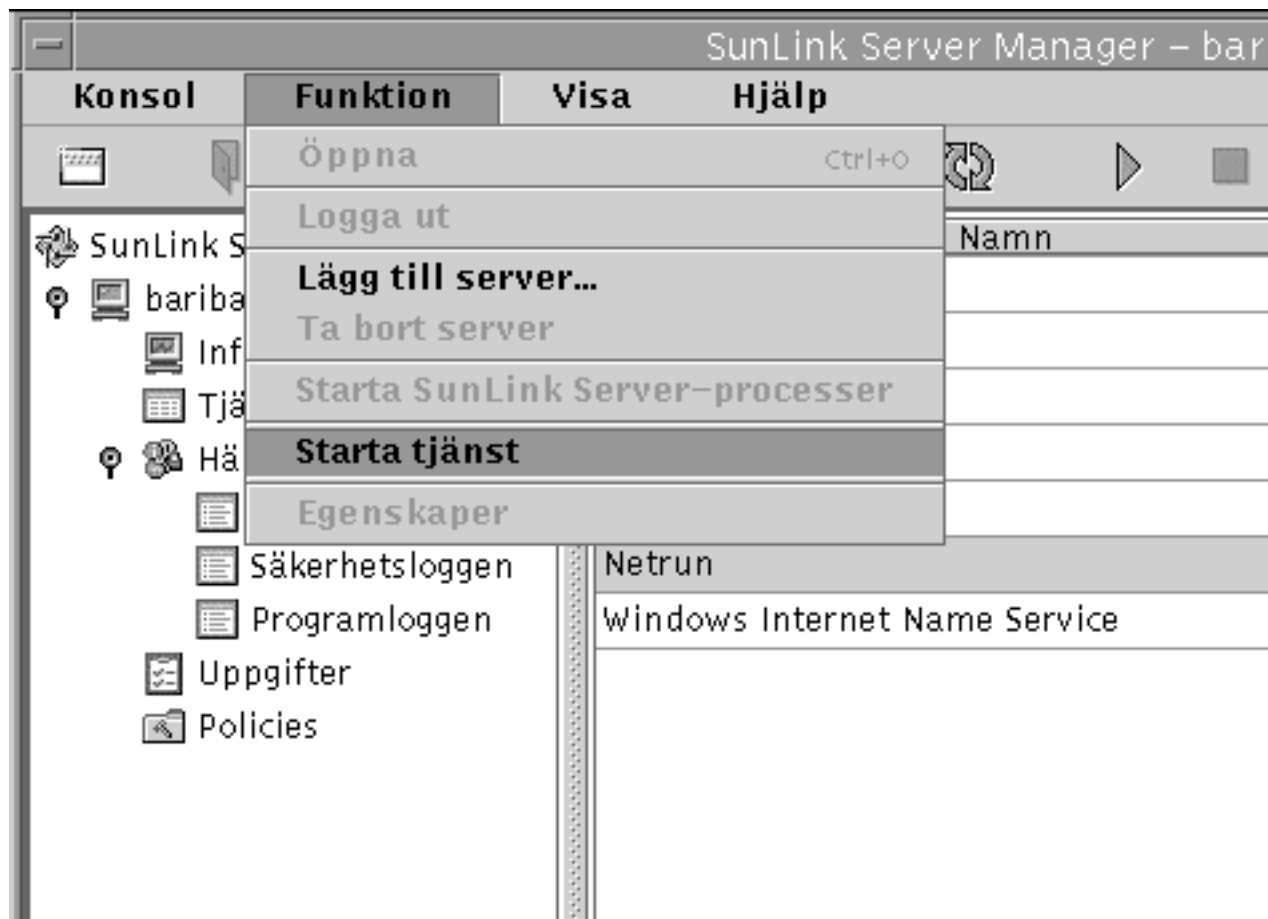 SunLink Server Manager – bar
Konsol Funktion Visa Hjälp
Öppna Ctrl+O
Logga ut
Lägg till server...
Ta bort server
Starta SunLink Server–processer
Starta tjänst
Egenskaper
SunLink S
bariba
Inf
Tjä
Hä
Säkerhetsloggen
Programloggen
Uppgifter
Policies
Namn
Netrun
Windows Internet Name Service